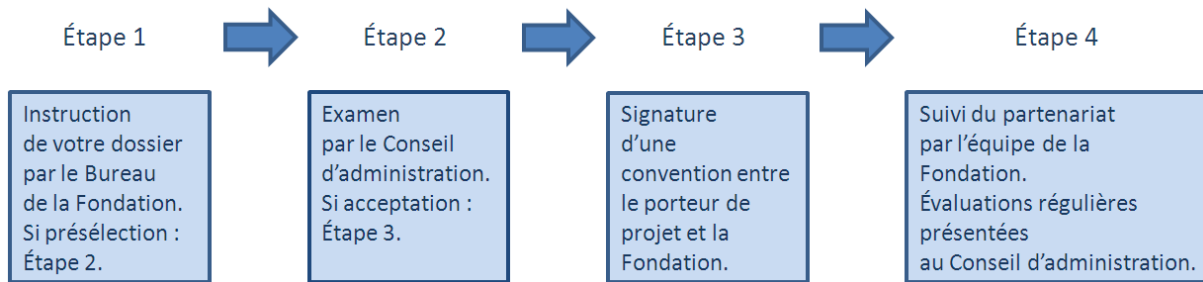 Étape 1
Étape 2
Étape 3
Étape 4
Instruction
de votre dossier
par le Bureau
de la Fondation.
Si présélection :
Étape 2.
Examen
par le Conseil
d’administration.
Si acceptation :
Étape 3.
Signature
d’une
convention entre
le porteur de
projet et la
Fondation.
Suivi du partenariat
par l’équipe de la
Fondation.
Évaluations régulières
présentées
au Conseil d’administration.